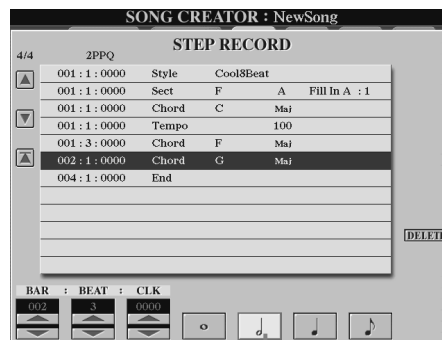 SONG CREATOR : NewSong
STEP RECORD
4/4 2PPQ
001 : 1 : 0000 Style Cool8Beat
001 : 1 : 0000 Sect F A Fill In A : 1
001 : 1 : 0000 Chord C Maj
001 : 1 : 0000 Tempo 100
001 : 3 : 0000 Chord F Maj
002 : 1 : 0000 Chord G Maj
004 : 1 : 0000 End
DELETE
BAR : BEAT : CLK
002 3 0000